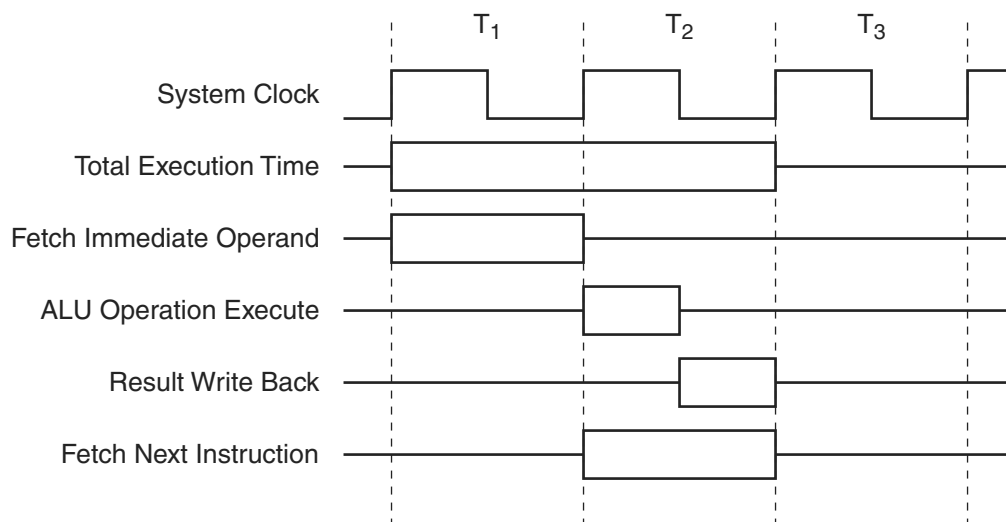 T1 T2 T3
System Clock
Total Execution Time
Fetch Immediate Operand
ALU Operation Execute
Result Write Back
Fetch Next Instruction